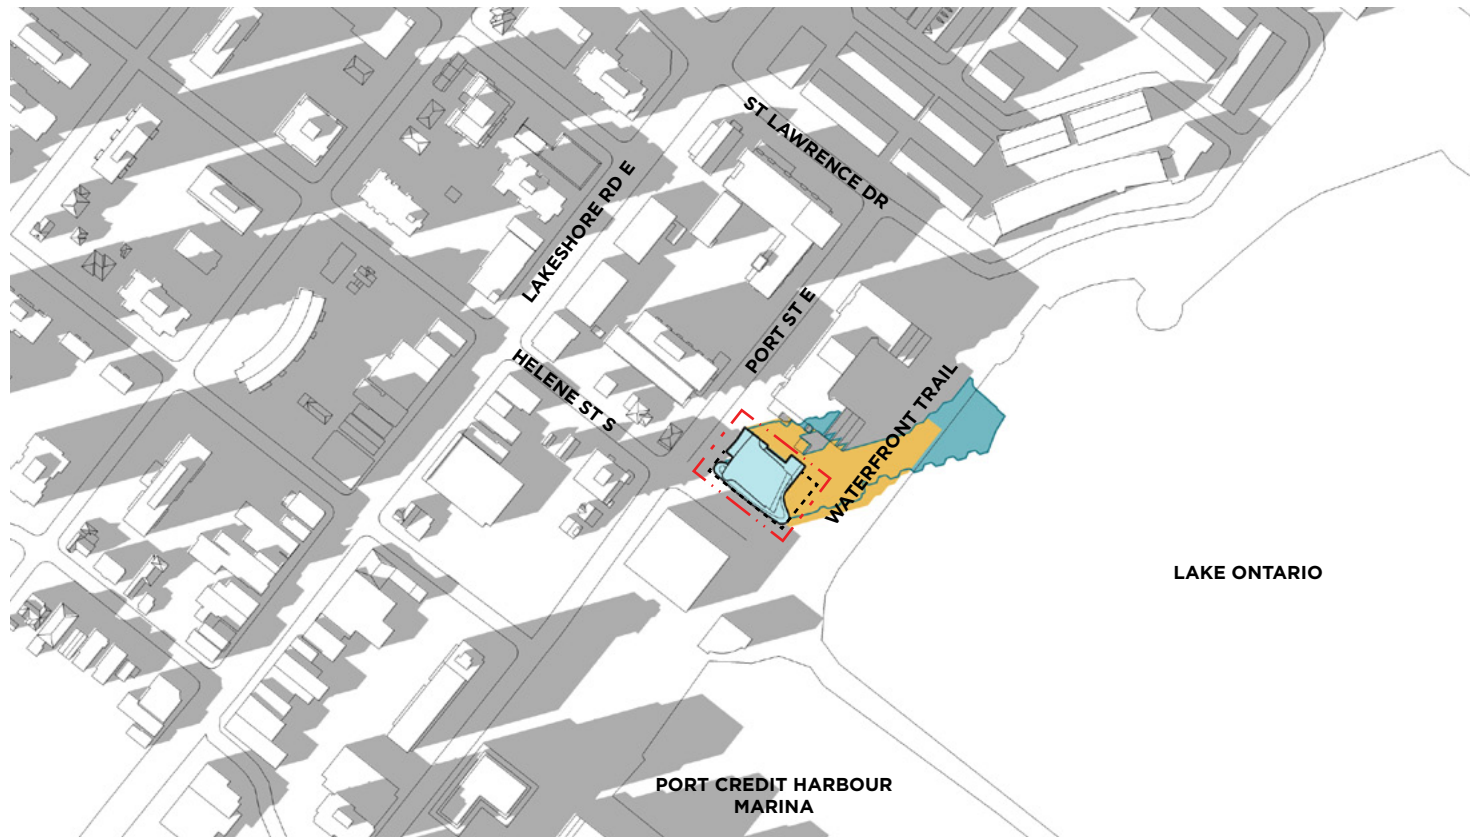 ST LAWRENCE DR
LAKESHORE RD E
PORT ST E
HELENE ST S
WATERFRONT TRAIL
LAKE ONTARIO
PORT CREDIT HARBOUR
MARINA